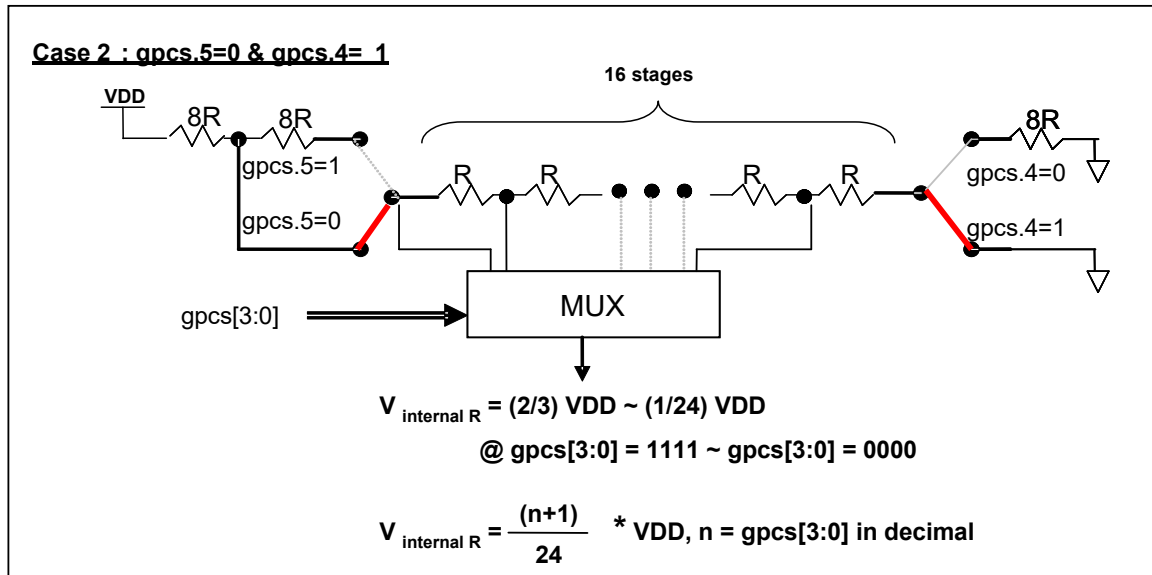 Case 2 : gpcs.5=0 & gpcs.4= 1
16 stages
VDD
8R
8R
8R
gpcs.5=1
gpcs.4=0
R
R
R
R
gpcs.5=0
gpcs.4=1
gpcs[3:0]
MUX
V internal R = (2/3) VDD ~ (1/24) VDD
@ gpcs[3:0] = 1111 ~ gpcs[3:0] = 0000
V internal R = (n+1)/24 * VDD, n = gpcs[3:0] in decimal